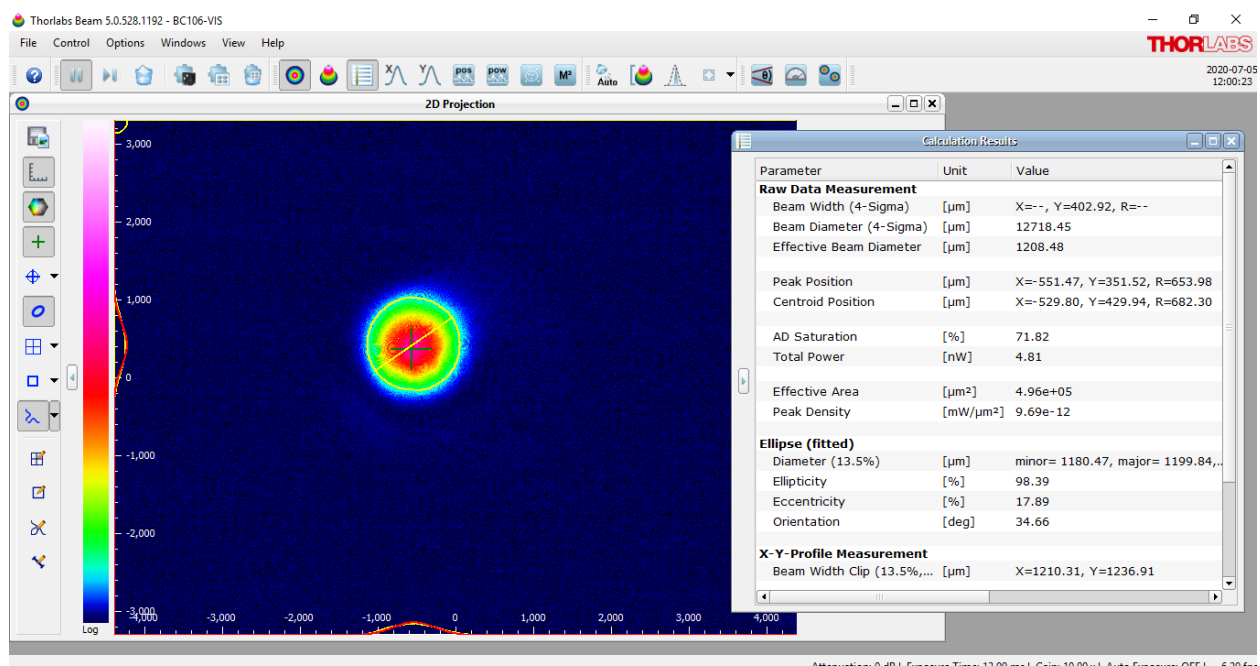 Thorlabs Beam 5.0.528.1192 - BC106-VIS
File Control Options Windows View Help
THORLABS
X Y pos pow M² Auto θ
2020-07-05
12:00:23
2D Projection
3,000
2,000
1,000
0
-1,000
-2,000
-3,000
-4,000 -3,000 -2,000 -1,000 0 1,000 2,000 3,000 4,000
Log
Calculation Results
Parameter Unit Value
Raw Data Measurement
Beam Width (4-Sigma) [µm] X=--, Y=402.92, R=--
Beam Diameter (4-Sigma) [µm] 12718.45
Effective Beam Diameter [µm] 1208.48
Peak Position [µm] X=-551.47, Y=351.52, R=653.98
Centroid Position [µm] X=-529.80, Y=429.94, R=682.30
AD Saturation [%] 71.82
Total Power [nW] 4.81
Effective Area [µm²] 4.96e+05
Peak Density [mW/µm²] 9.69e-12
Ellipse (fitted)
Diameter (13.5%) [µm] minor= 1180.47, major= 1199.84,..
Ellipticity [%] 98.39
Eccentricity [%] 17.89
Orientation [deg] 34.66
X-Y-Profile Measurement
Beam Width Clip (13.5%,... [µm] X=1210.31, Y=1236.91